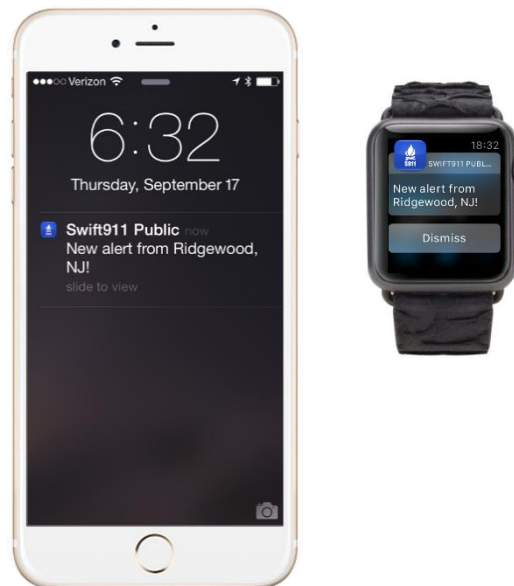 Verizon
6:32
Thursday, September 17
Swift911 Public now
New alert from Ridgewood,
NJ!
slide to view
18:32
S911
SWIFT911 PUBL...
New alert from
Ridgewood, NJ!
Dismiss